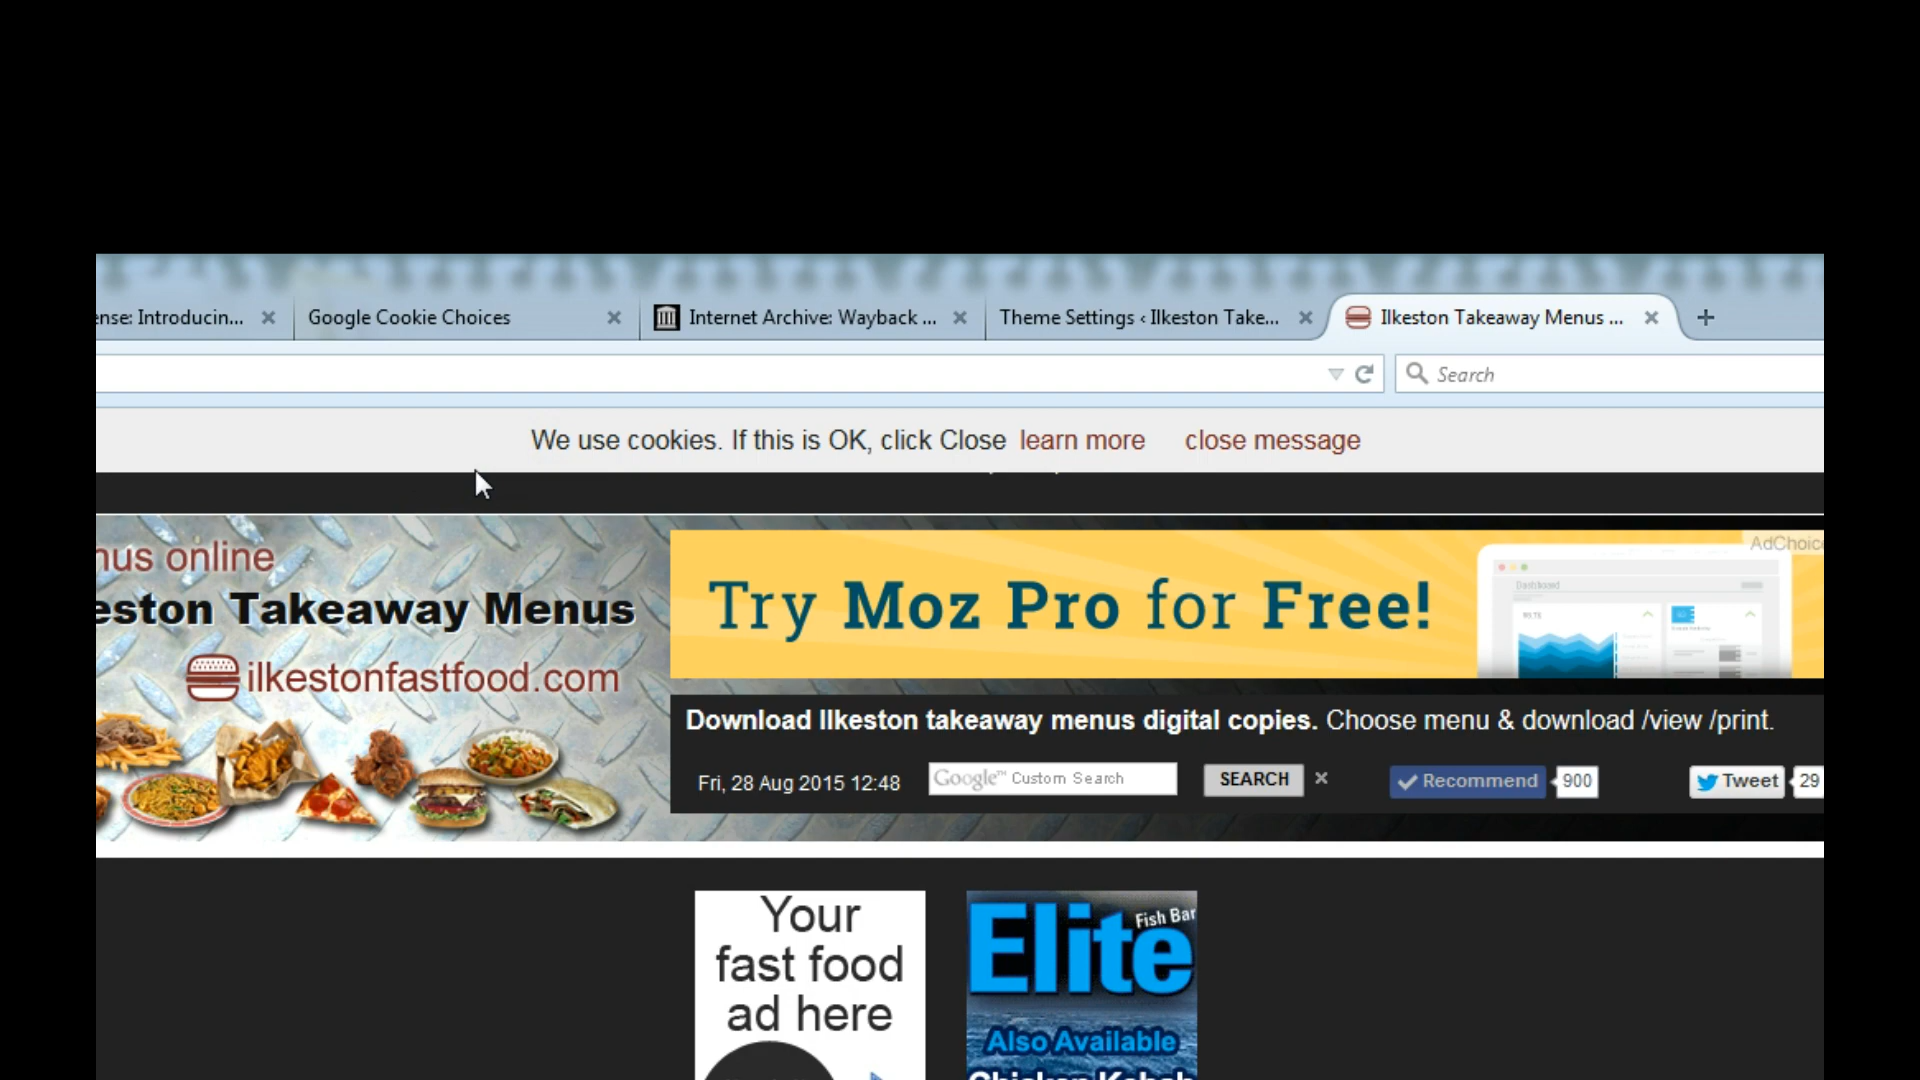 ense: Introducin...
Google Cookie Choices
Internet Archive: Wayback ...
Theme Settings ‹ Ilkeston Take...
Ilkeston Takeaway Menus ...
Search
We use cookies. If this is OK, click Close learn more close message
nus online
eston Takeaway Menus
ilkestonfastfood.com
AdChoic
Try Moz Pro for Free!
Dashboard
Download Ilkeston takeaway menus digital copies. Choose menu & download /view /print.
Fri, 28 Aug 2015 12:48
Google™ Custom Search
SEARCH
Recommend 900
Tweet 29
Your
fast food
ad here
Elite
Fish Bar
Also Available
Chicken Kebab